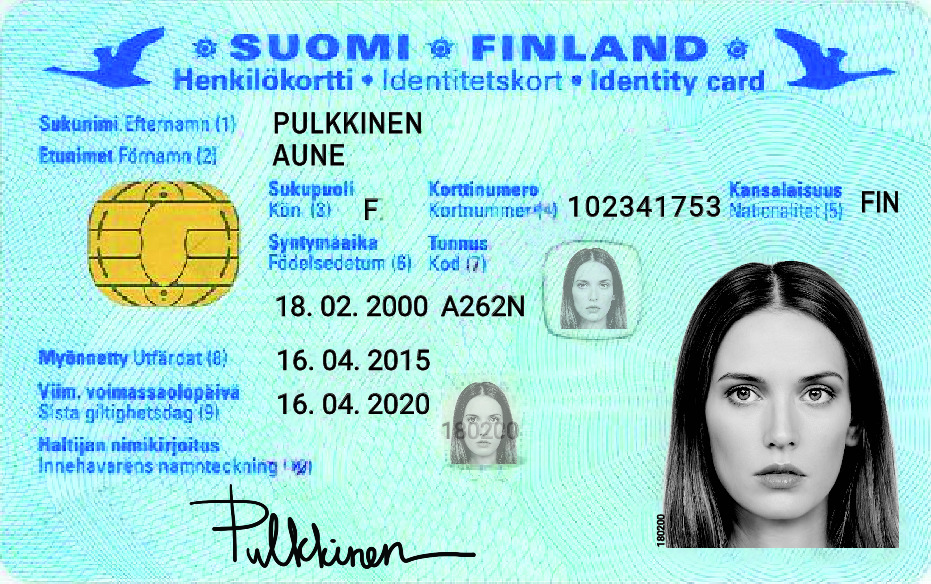 SUOMI FINLAND
Henkilökortti • Identitetskort • Identity card
Sukunimi Efternamn (1) PULKKINEN
Etunimet Förnamn (2) AUNE
Sukupuoli Korttinumero Kansalaisuus
Kön (3) F Kortnummer (4) 102341753 Nationalitet (5) FIN
Syntymäaika Tunnus
Födelsedatum (6) Kod (7)
18. 02. 2000 A262N
Myönnetty Utfärdat (8) 16. 04. 2015
Viim. voimassaolopäivä 16. 04. 2020
Sista giltighetsdag (9)
180200
Haltijan nimikirjoitus
Innehavarens namnteckning
Pulkkinen
180200